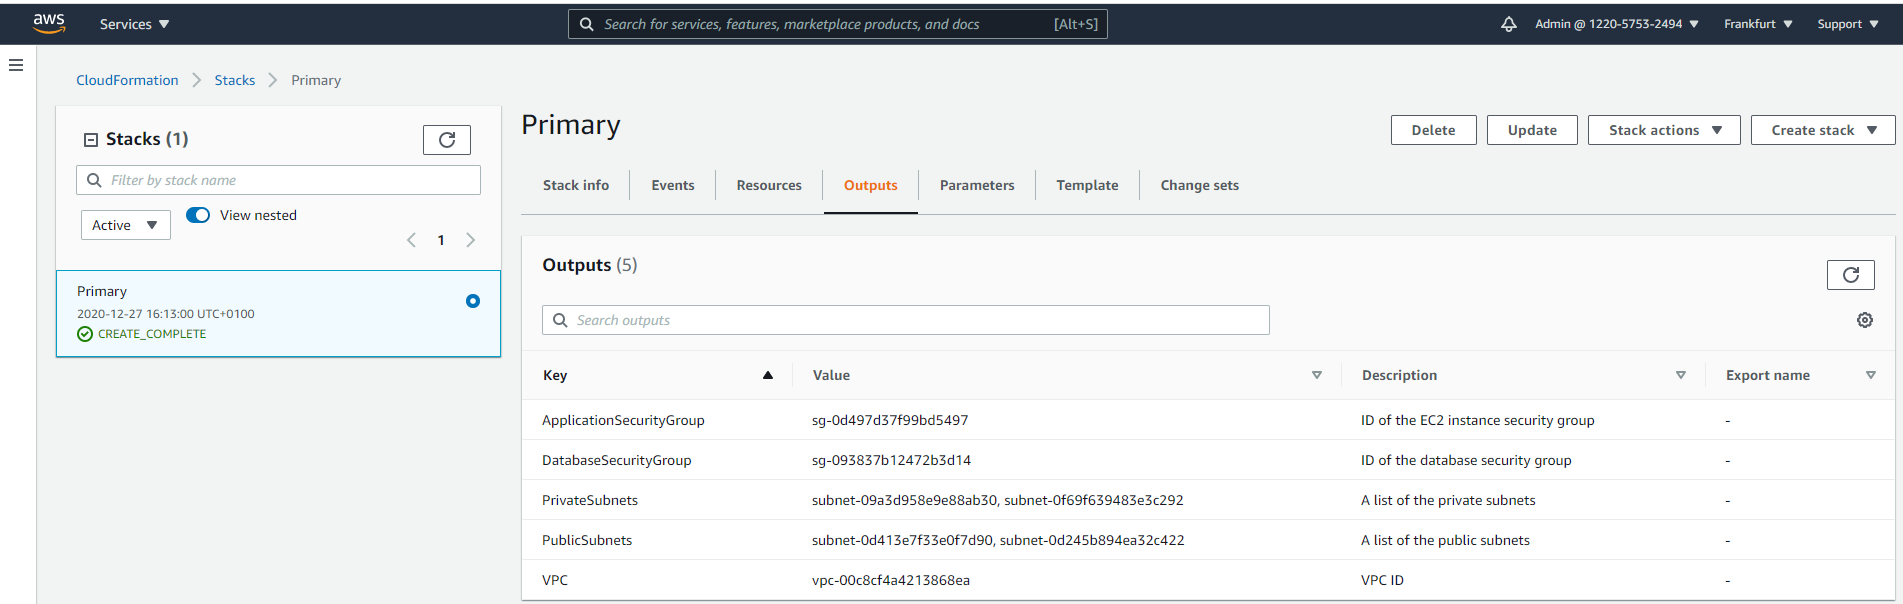 aws
Services
Search for services, features, marketplace products, and docs [Alt+S]
Admin @ 1220-5753-2494
Frankfurt
Support
CloudFormation
Stacks
Primary
Stacks (1)
Filter by stack name
Active
View nested
1
Primary
2020-12-27 16:13:00 UTC+0100
CREATE_COMPLETE
Primary
Delete
Update
Stack actions
Create stack
Stack info
Events
Resources
Outputs
Parameters
Template
Change sets
Outputs (5)
Search outputs
Key Value Description Export name
ApplicationSecurityGroup sg-0d497d37f99bd5497 ID of the EC2 instance security group -
DatabaseSecurityGroup sg-093837b12472b3d14 ID of the database security group -
PrivateSubnets subnet-09a3d958e9e88ab30, subnet-0f69f639483e3c292 A list of the private subnets -
PublicSubnets subnet-0d413e7f33e0f7d90, subnet-0d245b894ea32c422 A list of the public subnets -
VPC vpc-00c8cf4a4213868ea VPC ID -